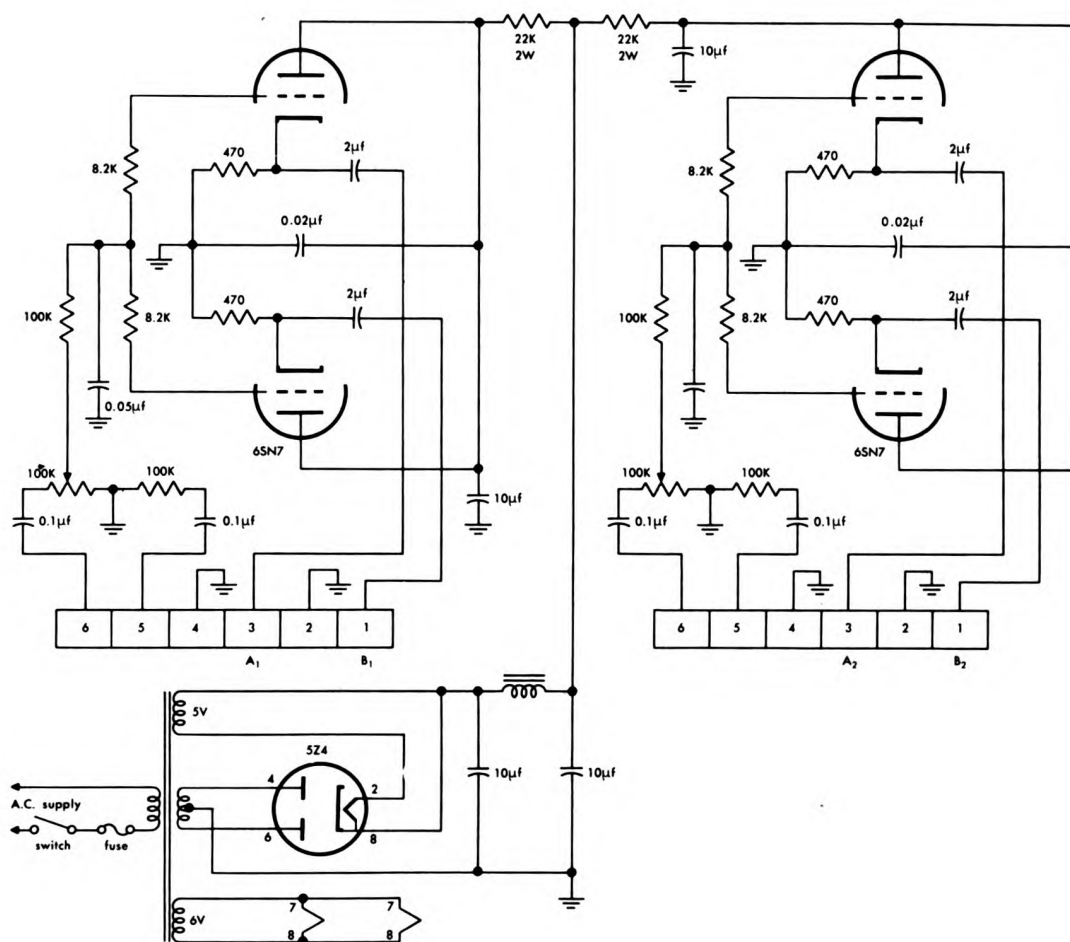 22K
2W
22K
2W
10µf
8.2K
470
2µf
0.02µf
100K
8.2K
470
2µf
0.05µf
6SN7
100K
100K
0.1µf
0.1µf
10µf
6 5 4 3 2 1
A₁ B₁
8.2K
470
2µf
0.02µf
100K
8.2K
470
2µf
6SN7
100K
100K
0.1µf
0.1µf
6 5 4 3 2 1
A₂ B₂
5V
5Z4
4
2
6
8
10µf
10µf
A.C. supply
switch
fuse
6V
7
8
7
8